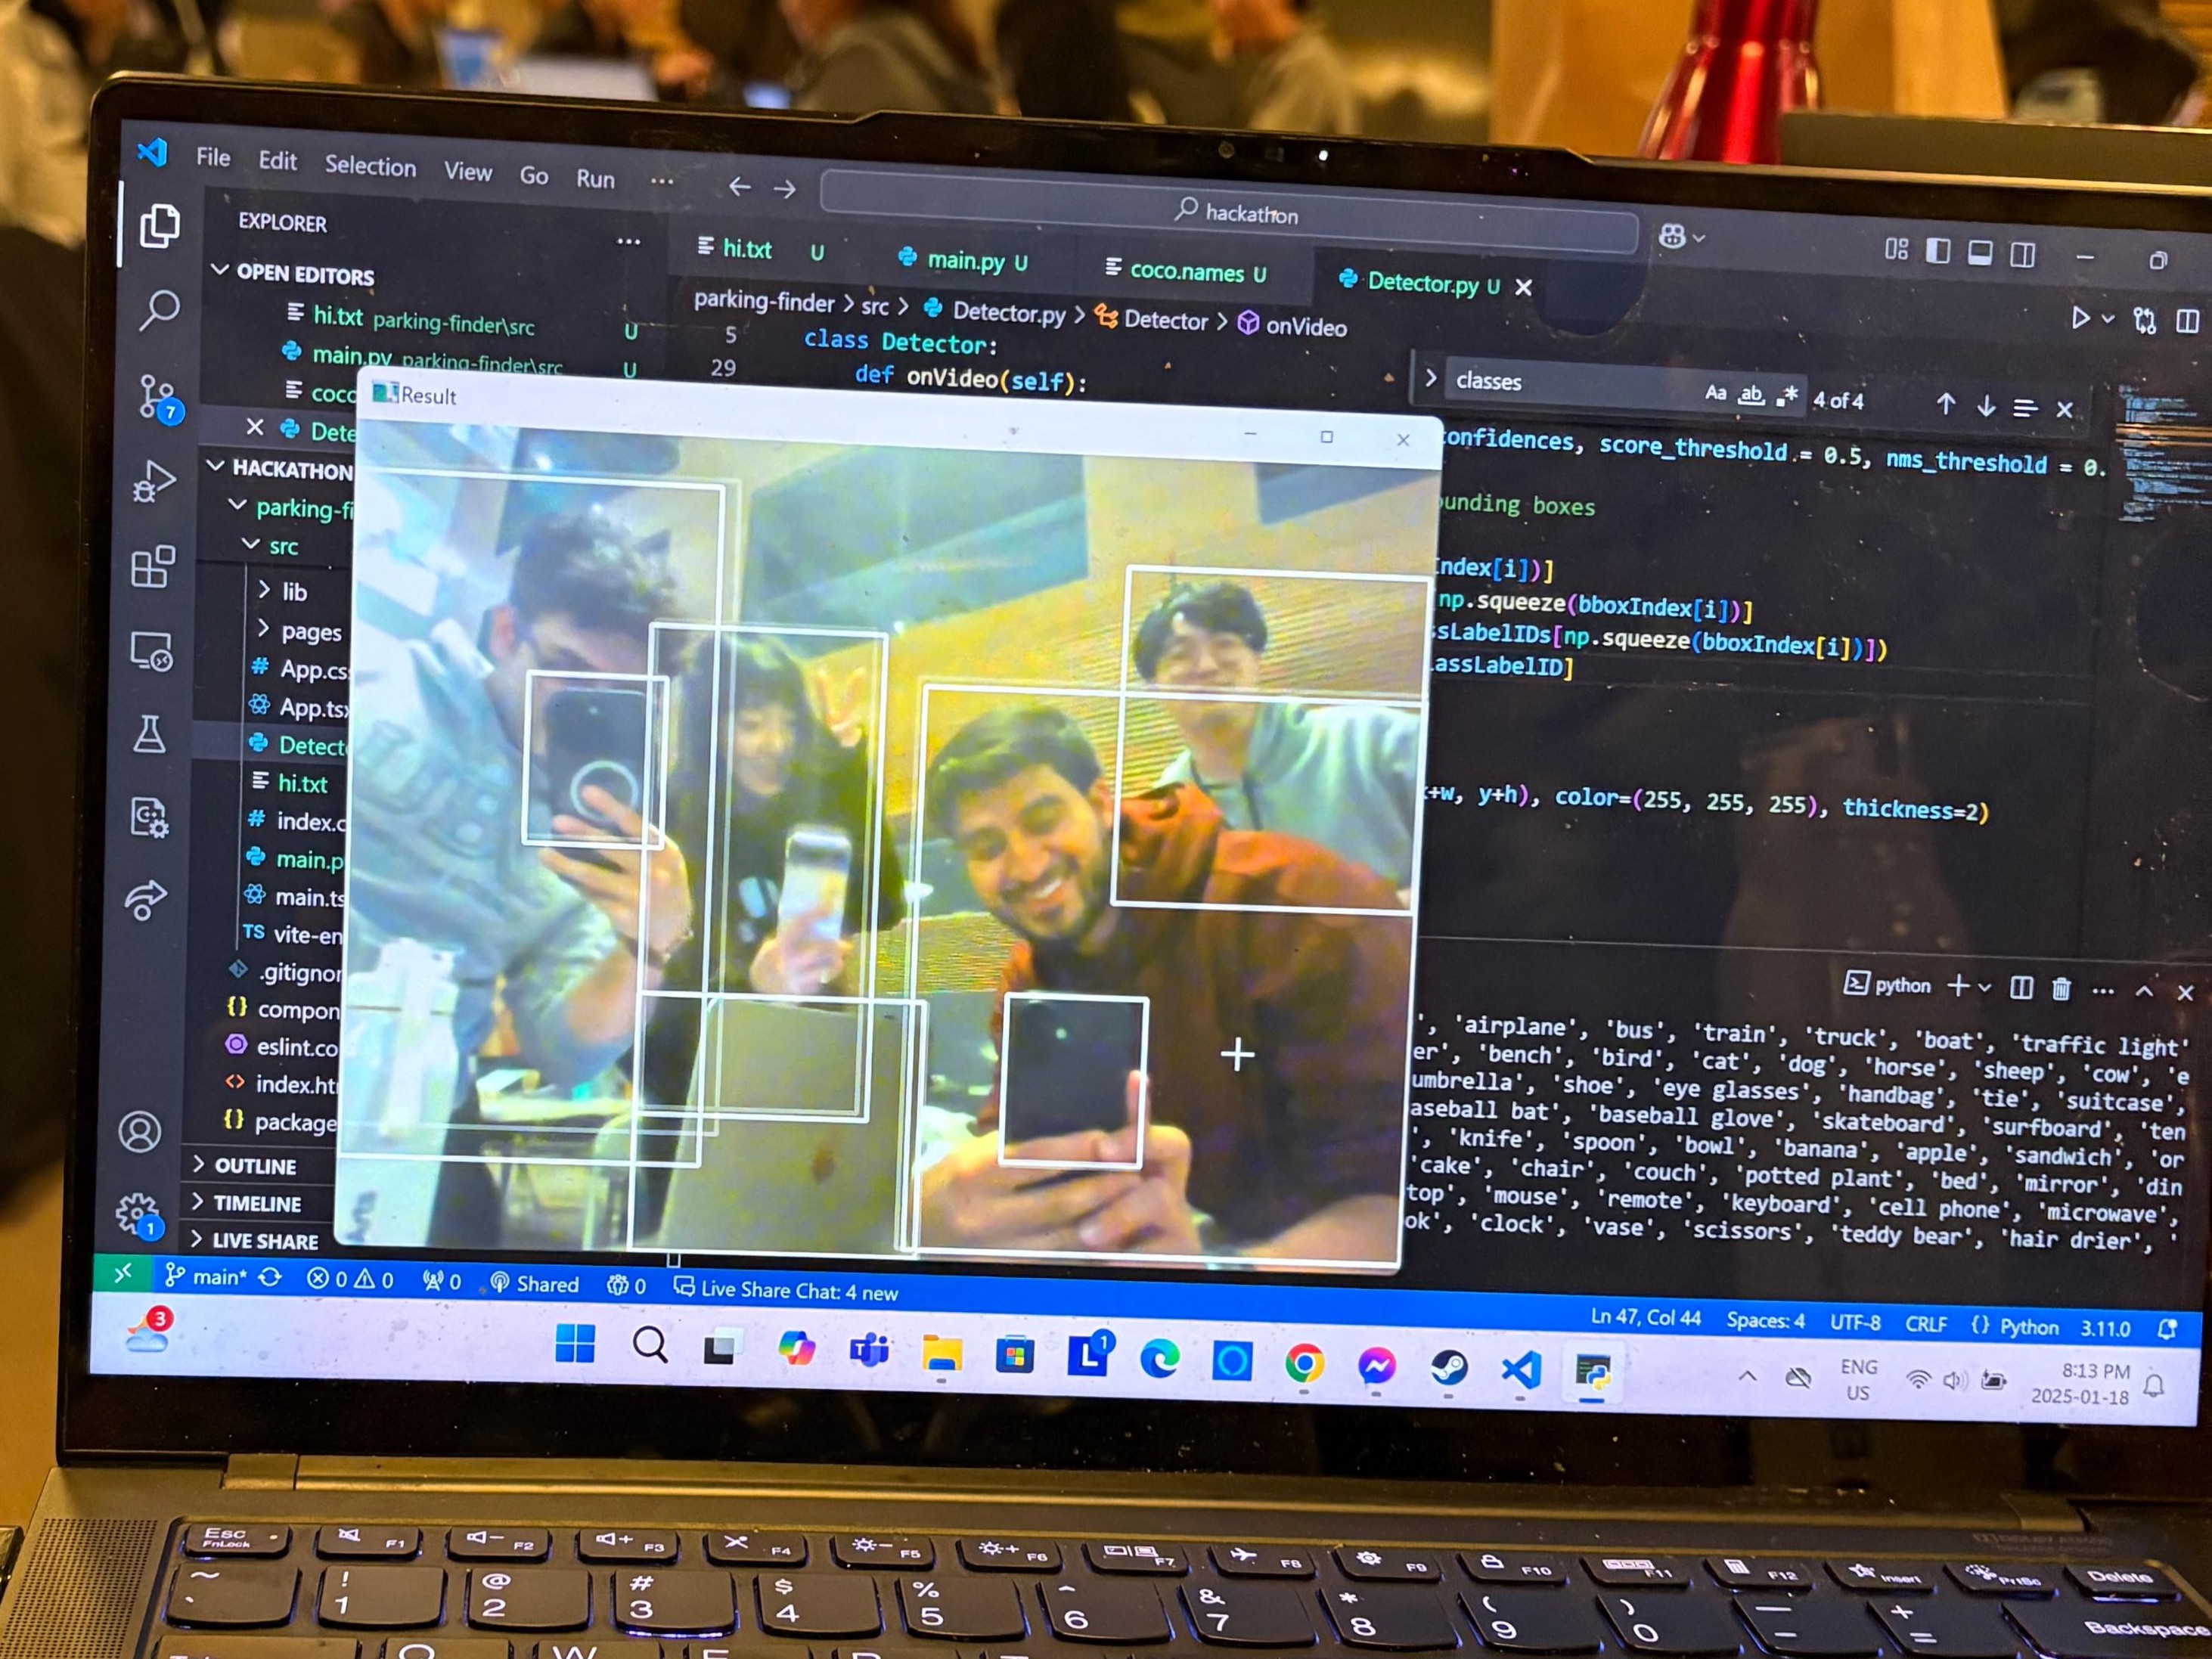 File Edit Selection View Go Run ...
hackathon
EXPLORER ...
OPEN EDITORS
hi.txt parking-finder\src U
main.py parking-finder\src U
coco
Dete
HACKATHON
parking-fi
src
lib
pages
App.cs
App.tsx
Detect
hi.txt
index.c
main.p
main.ts
TS vite-en
.gitignor
{} compon
eslint.co
<> index.ht
{} package
OUTLINE
TIMELINE
LIVE SHARE
7
1
hi.txt U main.py U coco.names U Detector.py U
parking-finder > src > Detector.py > Detector > onVideo
5 class Detector:
29 def onVideo(self):
classes Aa ab 4 of 4
Result
confidences, score_threshold = 0.5, nms_threshold = 0.
ounding boxes
Index[i])]
np.squeeze(bboxIndex[i])]
sLabelIDs[np.squeeze(bboxIndex[i])])
lassLabelID]
+w, y+h), color=(255, 255, 255), thickness=2)
python
', 'airplane', 'bus', 'train', 'truck', 'boat', 'traffic light'
er', 'bench', 'bird', 'cat', 'dog', 'horse', 'sheep', 'cow', 'e
umbrella', 'shoe', 'eye glasses', 'handbag', 'tie', 'suitcase',
aseball bat', 'baseball glove', 'skateboard', 'surfboard', 'ten
', 'knife', 'spoon', 'bowl', 'banana', 'apple', 'sandwich', 'or
'cake', 'chair', 'couch', 'potted plant', 'bed', 'mirror', 'din
top', 'mouse', 'remote', 'keyboard', 'cell phone', 'microwave',
ok', 'clock', 'vase', 'scissors', 'teddy bear', 'hair drier', '
main* 0 0 0 Shared 0 Live Share Chat: 4 new
Ln 47, Col 44 Spaces: 4 UTF-8 CRLF {} Python 3.11.0
3
L 1
ENG
US
8:13 PM
2025-01-18
Esc F1 F2 F3 F4 F5 F6 F7 F8 F9 F10 F11 F12 Insert PrtSc Delete
FnLock
~ ! @ # $ % ^ & * ( ) _ +
` 1 2 3 4 5 6 7 8 9 0 - = Backspace